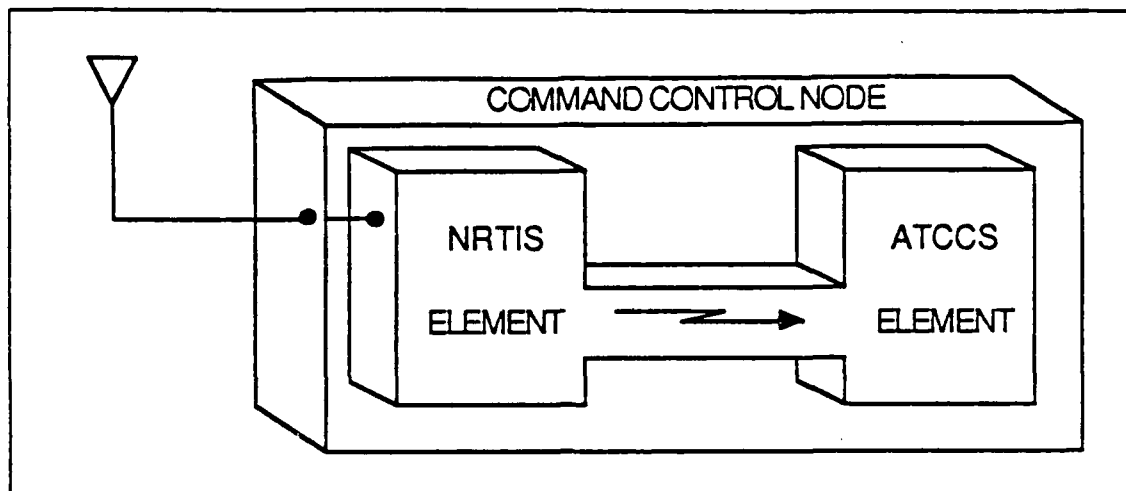 COMMAND CONTROL NODE
NRTIS
ELEMENT
ATCCS
ELEMENT